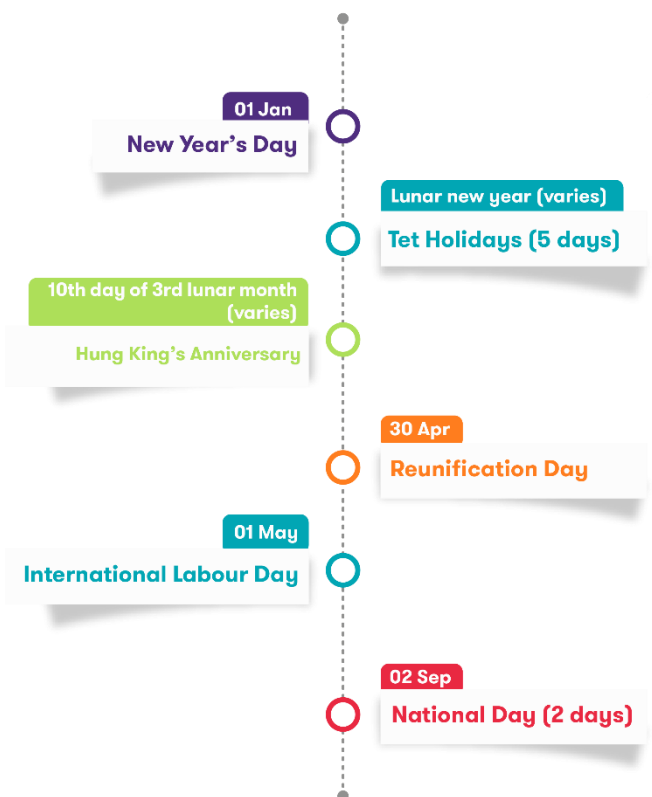 01 Jan
New Year's Day
Lunar new year (varies)
Tet Holidays (5 days)
10th day of 3rd lunar month
(varies)
Hung King's Anniversary
30 Apr
Reunification Day
01 May
International Labour Day
02 Sep
National Day (2 days)